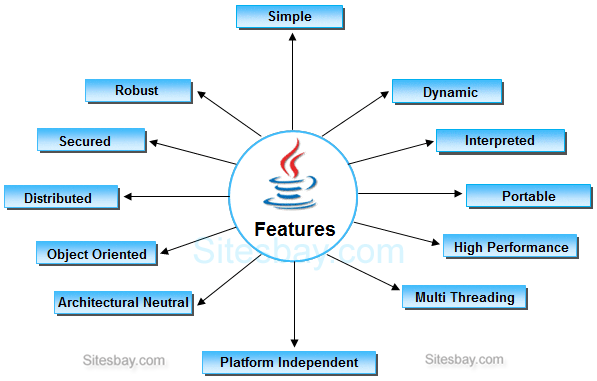 Simple
Robust
Dynamic
Secured
Interpreted
Distributed
Portable
Features
Sitesbay.com
Object Oriented
High Performance
Architectural Neutral
Multi Threading
Sitesbay.com
Platform Independent
Sitesbay.com